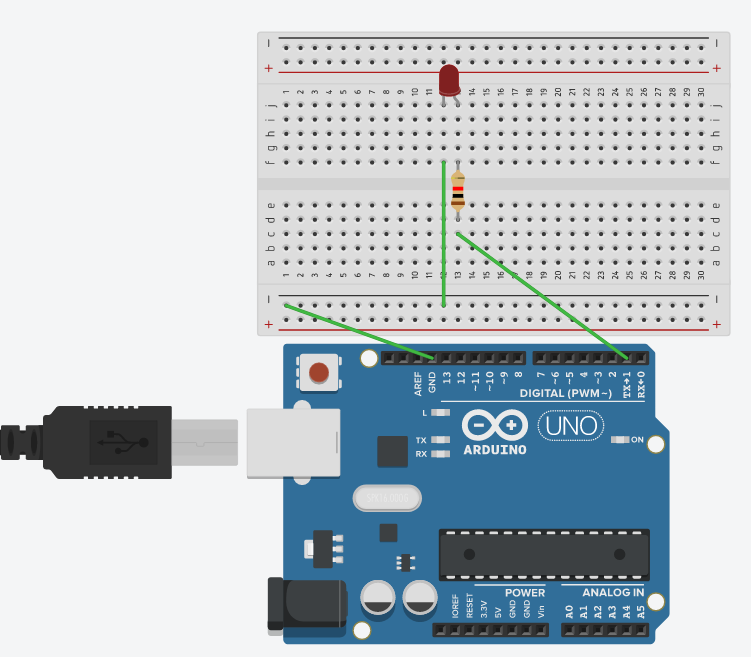 − −
+ +
1 2 3 4 5 6 7 8 9 10 11 12 13 14 15 16 17 18 19 20 21 22 23 24 25 26 27 28 29 30
j j
i i
h h
g g
f f
e e
d d
c c
b b
a a
1 2 3 4 5 6 7 8 9 10 11 12 13 14 15 16 17 18 19 20 21 22 23 24 25 26 27 28 29 30
− −
+ +
AREF GND 13 12 ~11 ~10 ~9 8 7 ~6 ~5 4 ~3 2 TX→1 RX←0
DIGITAL (PWM~)
L
TX
RX
UNO
ON
ARDUINO
POWER ANALOG IN
IOREF RESET 3.3V 5V GND GND Vin A0 A1 A2 A3 A4 A5